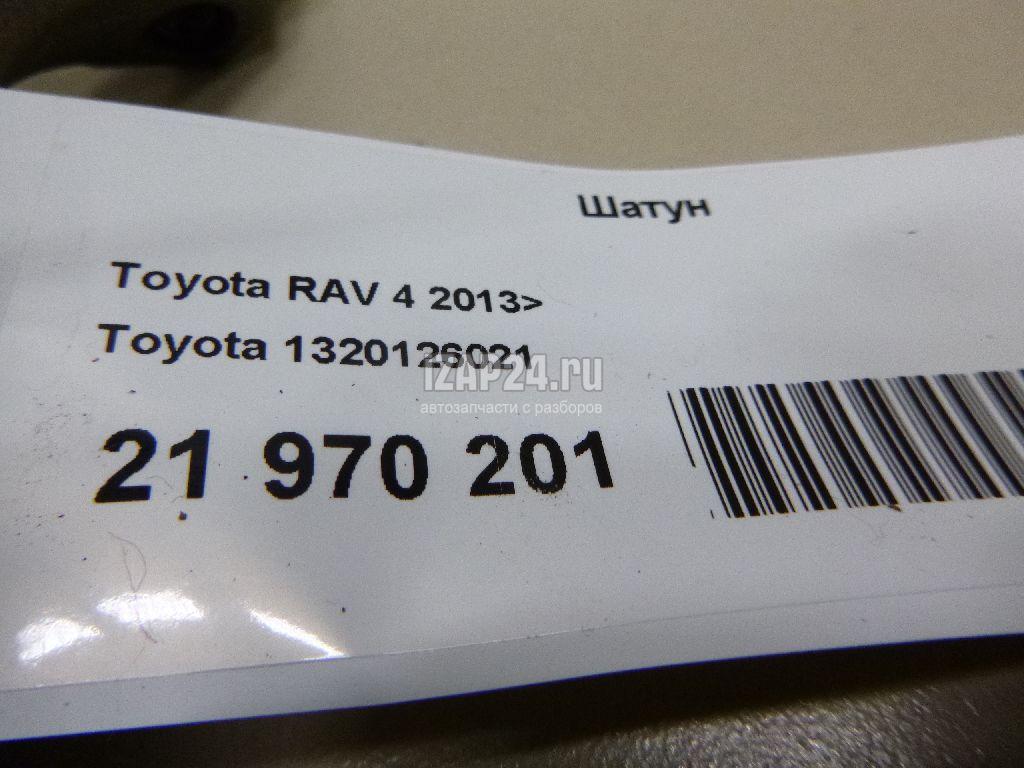 Шатун
Toyota RAV 4 2013>
Toyota 1320126021
IZAP24.ru
автозапчасти с разборов
21 970 201